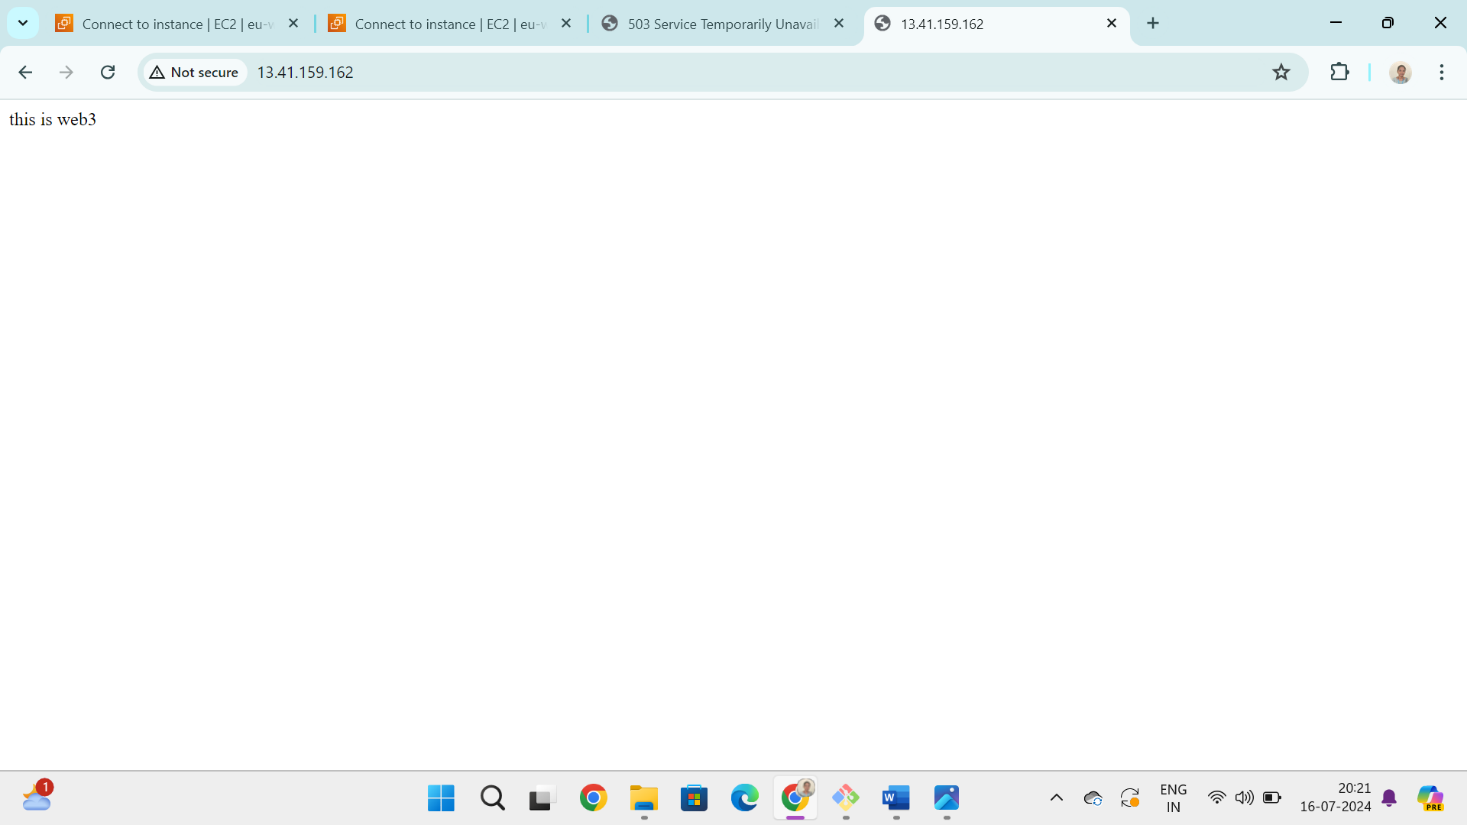 Connect to instance | EC2 | eu-w
Connect to instance | EC2 | eu-w
503 Service Temporarily Unavail
13.41.159.162
Not secure
13.41.159.162
this is web3
1
ENG
IN
20:21
16-07-2024
PRE